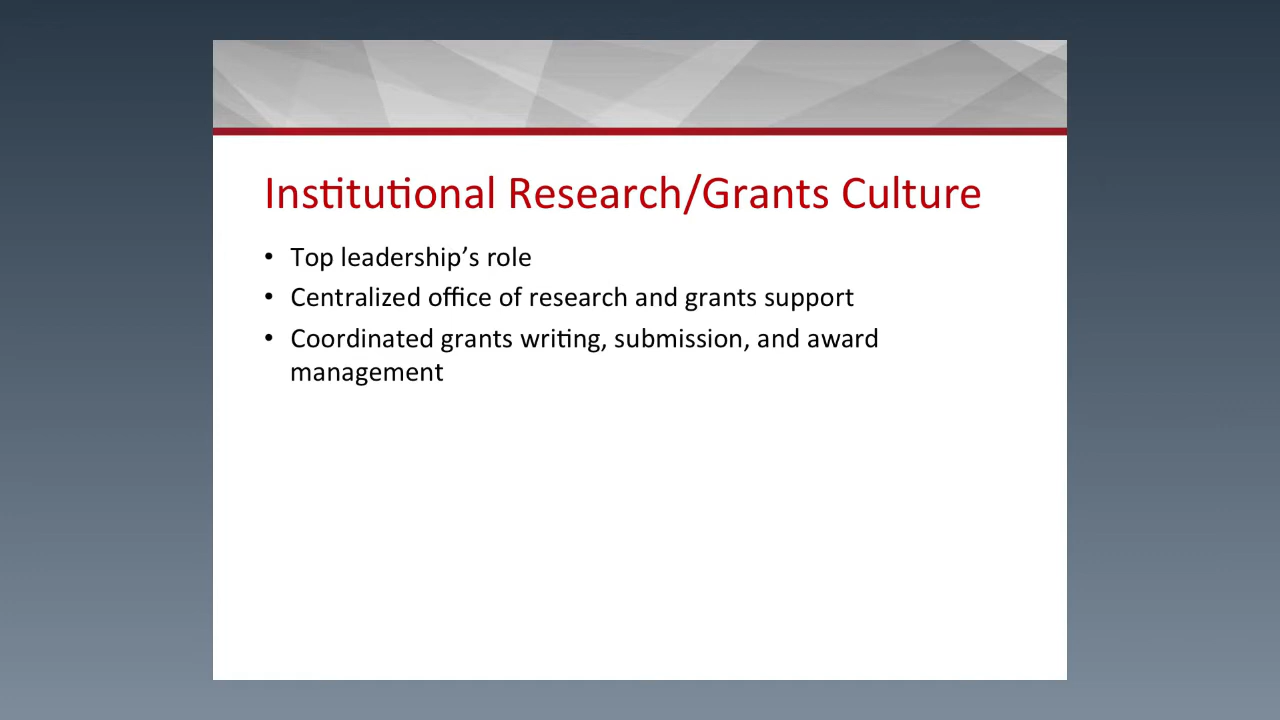 Institutional Research/Grants Culture
• Top leadership’s role
• Centralized office of research and grants support
• Coordinated grants writing, submission, and award
management